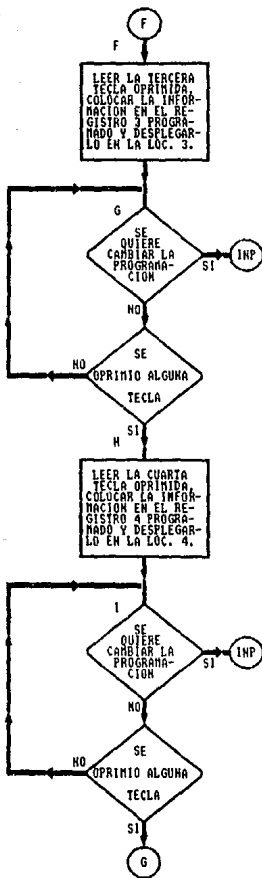 F
F
LEER LA TERCERA
TECLA OPRIMIDA,
COLOCAR LA INFOR-
MACION EN EL RE-
GISTRO 3 PROGRA-
MADO Y DESPLEGAR-
LO EN LA LOC. 3.
G
SE
QUIERE
CAMBIAR LA
PROGRAMA-
CION
SI
INP
NO
SE
OPRIMIO ALGUNA
TECLA
NO
SI
H
LEER LA CUARTA
TECLA OPRIMIDA,
COLOCAR LA INFOR-
MACION EN EL RE-
GISTRO 4 PROGRA-
MADO Y DESPLEGAR-
LO EN LA LOC. 4.
I
SE
QUIERE
CAMBIAR LA
PROGRAMA-
CION
SI
INP
NO
SE
OPRIMIO ALGUNA
TECLA
NO
SI
G